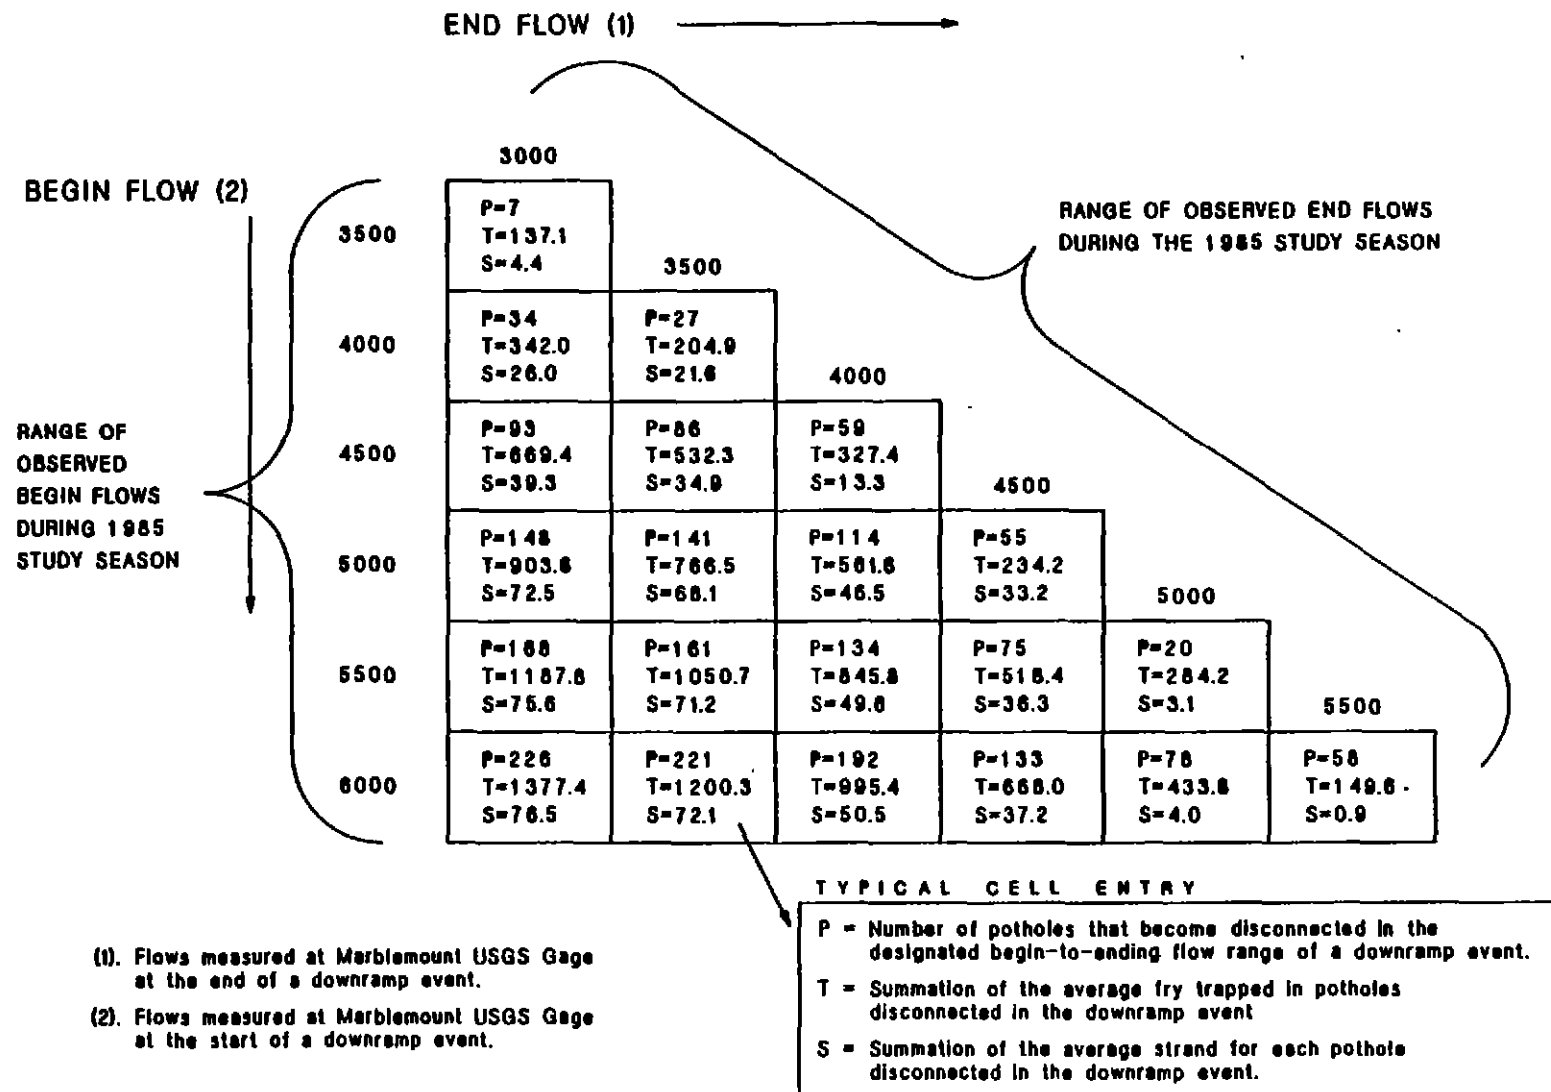 END FLOW (1)
3000
BEGIN FLOW (2)
RANGE OF OBSERVED END FLOWS
DURING THE 1985 STUDY SEASON
3500
P=7
T=137.1
S=4.4
3500
4000
P=34
T=342.0
S=26.0
P=27
T=204.9
S=21.6
4000
RANGE OF
OBSERVED
BEGIN FLOWS
DURING 1985
STUDY SEASON
4500
P=93
T=669.4
S=39.3
P=86
T=532.3
S=34.9
P=59
T=327.4
S=13.3
4500
5000
P=148
T=903.6
S=72.5
P=141
T=766.5
S=68.1
P=114
T=561.6
S=46.5
P=55
T=234.2
S=33.2
5000
5500
P=168
T=1187.8
S=75.6
P=161
T=1050.7
S=71.2
P=134
T=845.8
S=49.6
P=75
T=518.4
S=36.3
P=20
T=284.2
S=3.1
5500
6000
P=226
T=1377.4
S=76.5
P=221
T=1200.3
S=72.1
P=192
T=995.4
S=50.5
P=133
T=668.0
S=37.2
P=78
T=433.8
S=4.0
P=58
T=149.6
S=0.9
TYPICAL CELL ENTRY
P = Number of potholes that become disconnected in the
designated begin-to-ending flow range of a downramp event.
T = Summation of the average fry trapped in potholes
disconnected in the downramp event
S = Summation of the average strand for each pothole
disconnected in the downramp event.
(1). Flows measured at Marblemount USGS Gage
at the end of a downramp event.
(2). Flows measured at Marblemount USGS Gage
at the start of a downramp event.